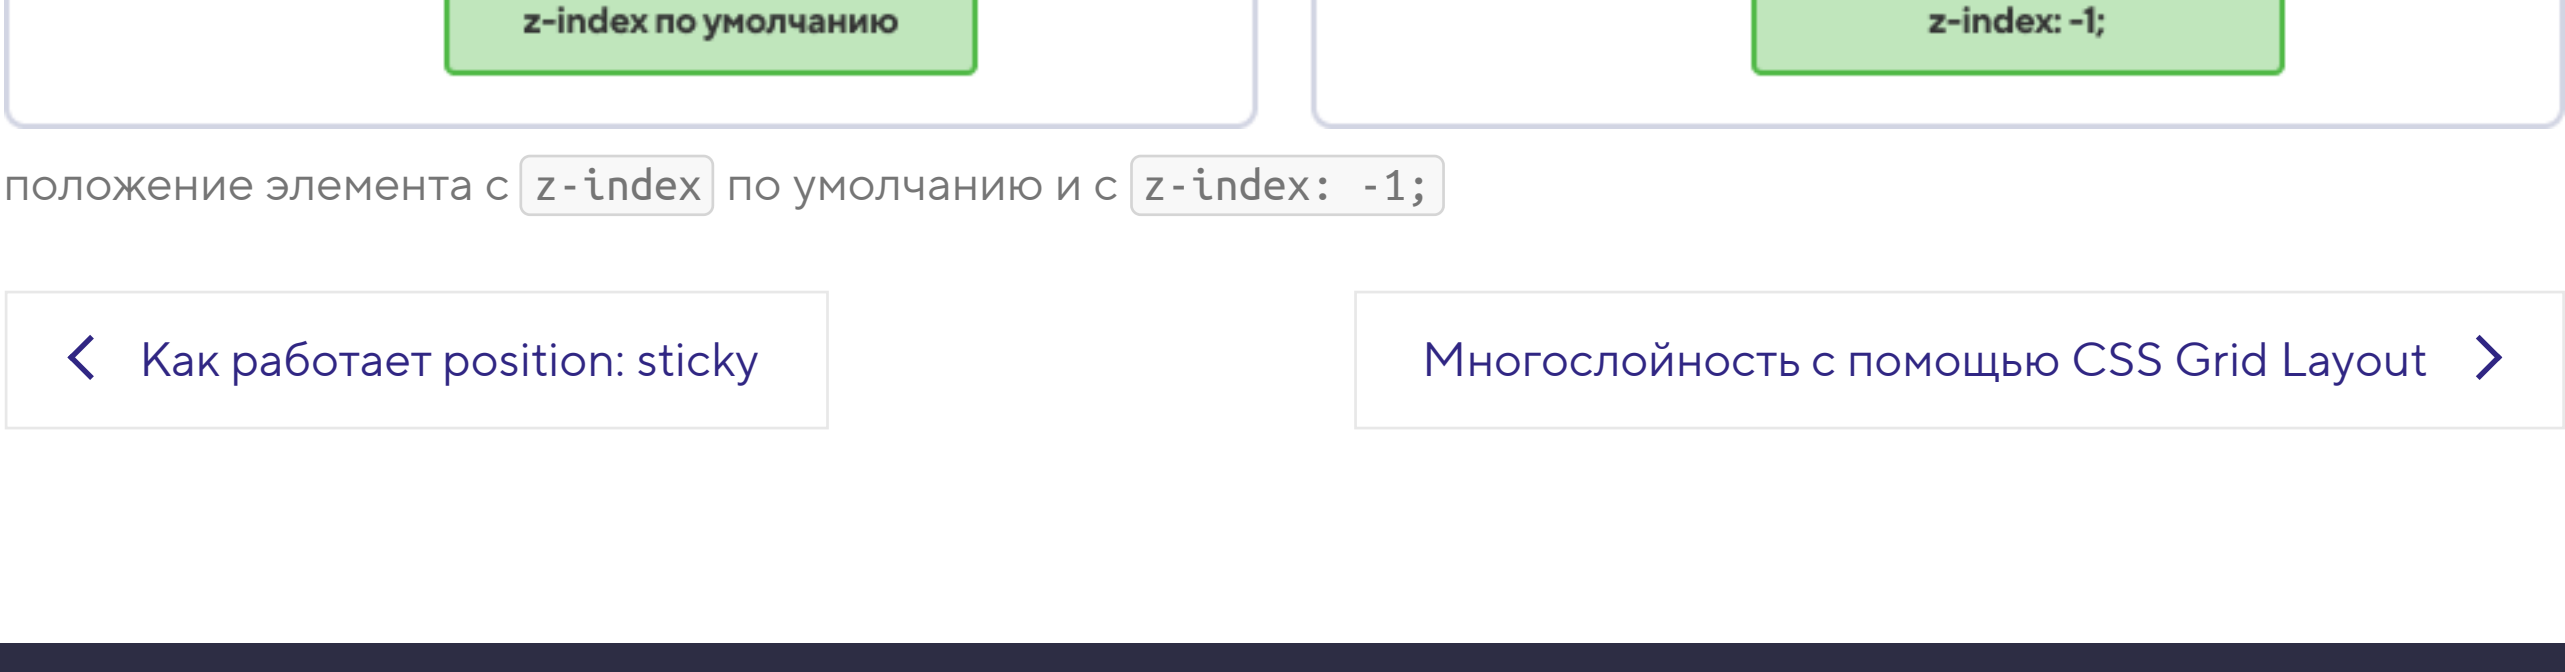 z-index по умолчанию
z-index: -1;
положение элемента с z-index по умолчанию и с z-index: -1;
Как работает position: sticky
Многослойность с помощью CSS Grid Layout